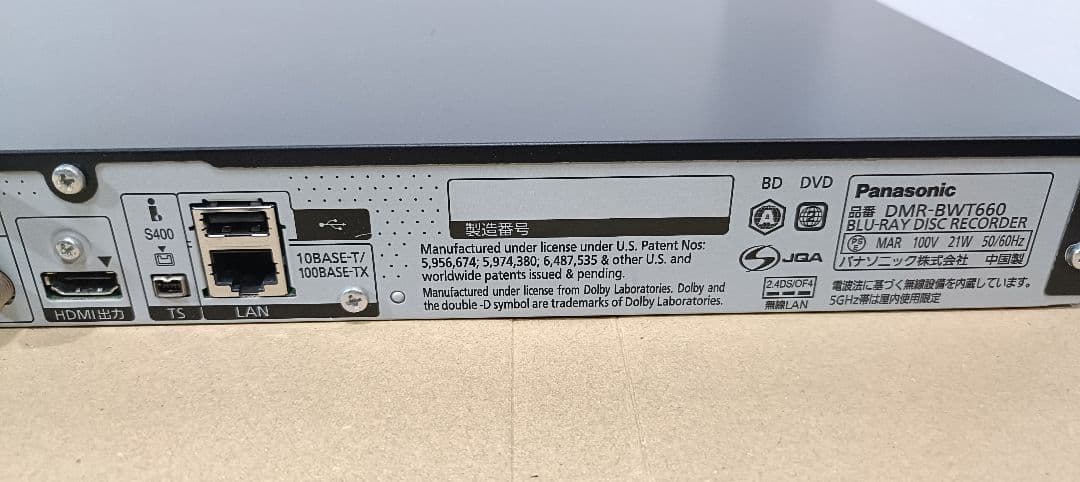 HDMI出力
i
S400
TS
LAN
10BASE-T/
100BASE-TX
製造番号
Manufactured under license under U.S. Patent Nos:
5,956,674; 5,974,380; 6,487,535 & other U.S. and
worldwide patents issued & pending.
Manufactured under license from Dolby Laboratories. Dolby and
the double -D symbol are trademarks of Dolby Laboratories.
BD DVD
A 2
JQA
2.4DS/OF4
無線LAN
Panasonic
品番 DMR-BWT660
BLU-RAY DISC RECORDER
PSE MAR 100V 21W 50/60Hz
パナソニック株式会社 中国製
電波法に基づく無線設備を内蔵しています。
5GHz帯は屋内使用限定